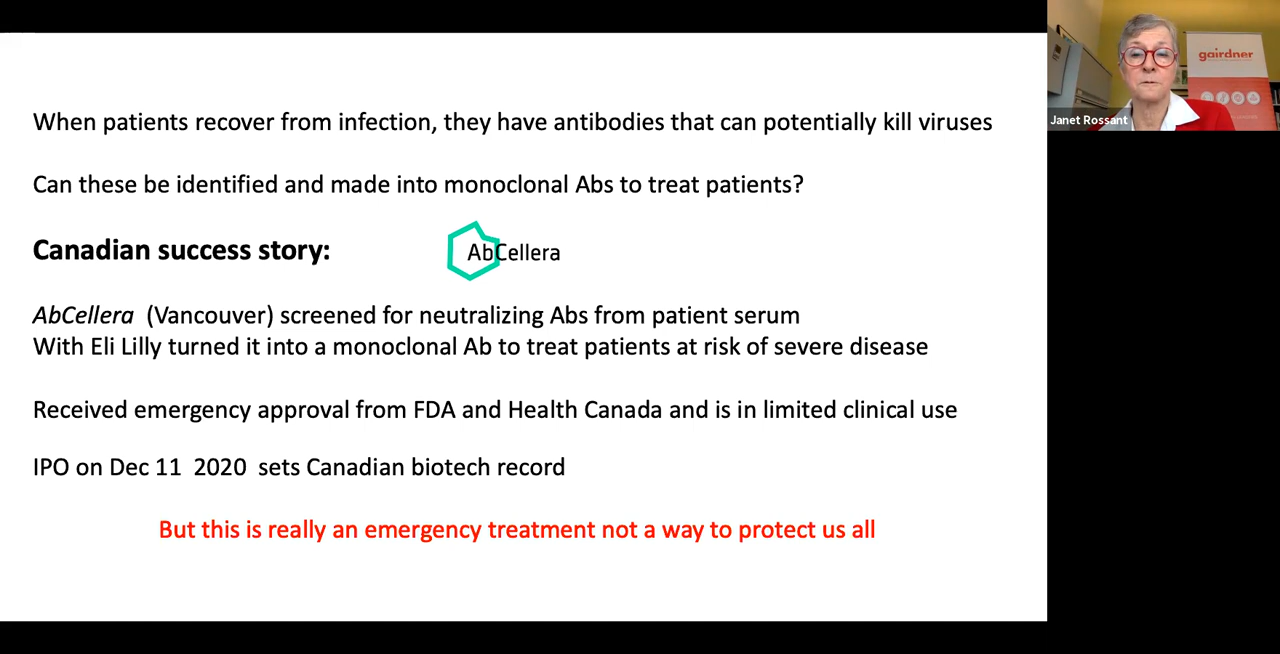 When patients recover from infection, they have antibodies that can potentially kill viruses
Can these be identified and made into monoclonal Abs to treat patients?
Canadian success story:
AbCellera
AbCellera (Vancouver) screened for neutralizing Abs from patient serum
With Eli Lilly turned it into a monoclonal Ab to treat patients at risk of severe disease
Received emergency approval from FDA and Health Canada and is in limited clinical use
IPO on Dec 11 2020 sets Canadian biotech record
But this is really an emergency treatment not a way to protect us all
gairdner
Janet Rossant